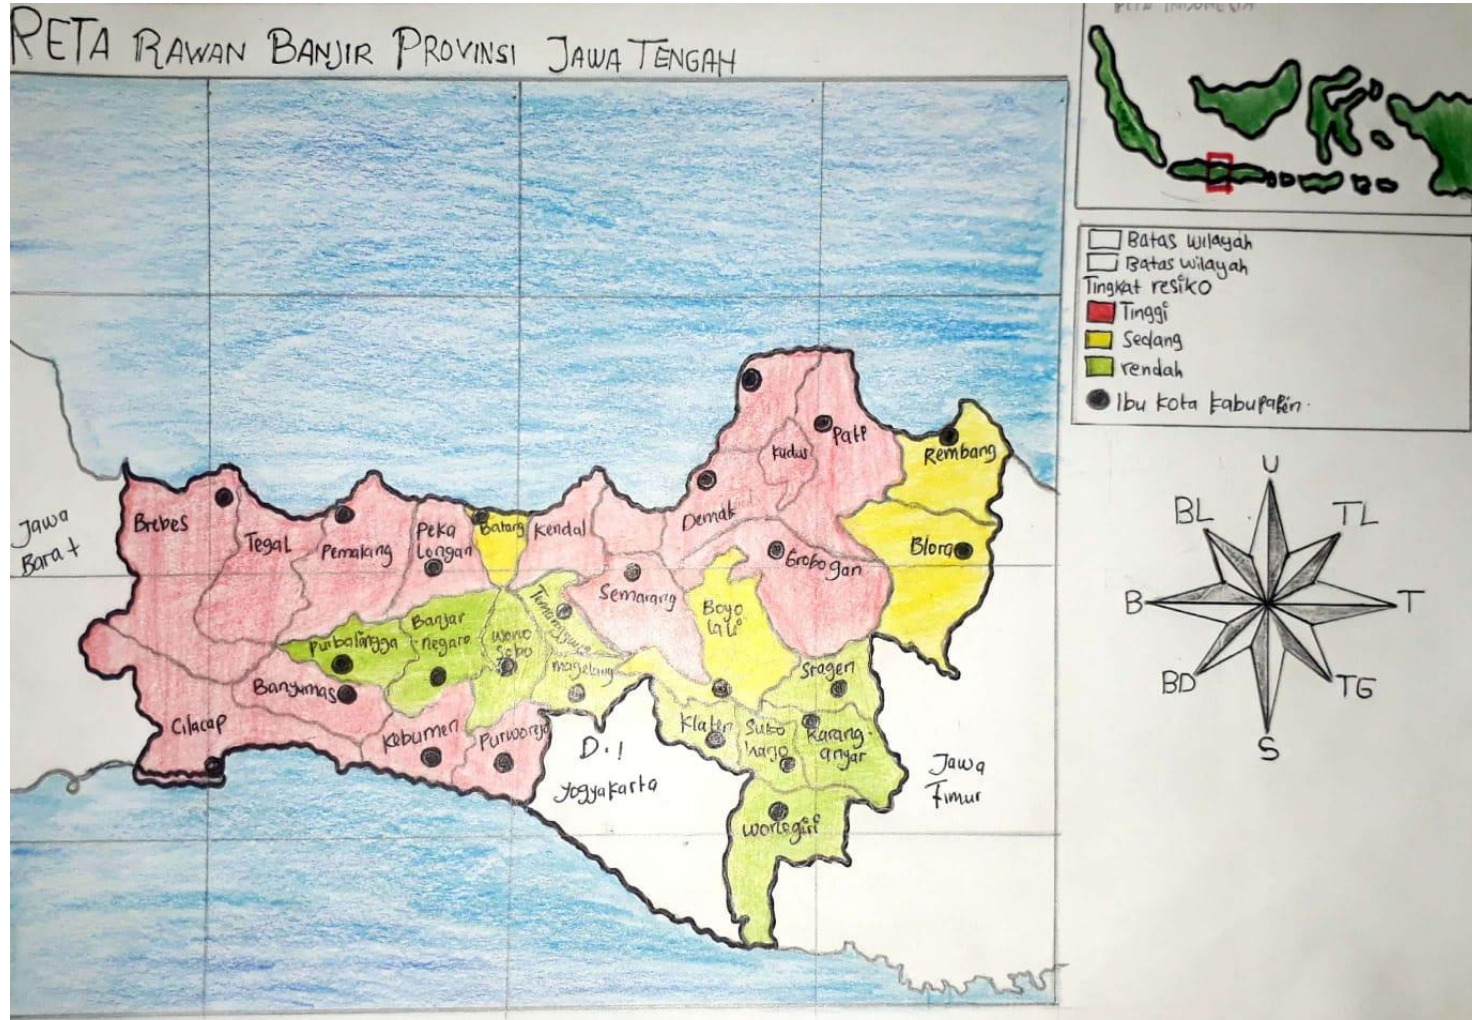 PETA RAWAN BANJIR PROVINSI JAWA TENGAH
PETA INDONESIA
Batas wilayah
Batas wilayah
Tingkat resiko
Tinggi
Sedang
rendah
Ibu kota kabupatén.
U
BL
TL
B
T
BD
TG
S
Jawa
Barat
Brebes
Tegal
Pemalang
Peka
Longan
Batang
Kendal
Semarang
Demak
Kudus
Pati
Rembang
Blora
Grobogan
Boyo
lali
Temanggung
Wono
Sobo
Banjar
negara
Purbalingga
Banyumas
Cilacap
Kebumen
Purworejo
magelang
Klaten
Suko
harjo
Sragen
Karang
anyar
Wonogiri
D.I
Yogyakarta
Jawa
Timur